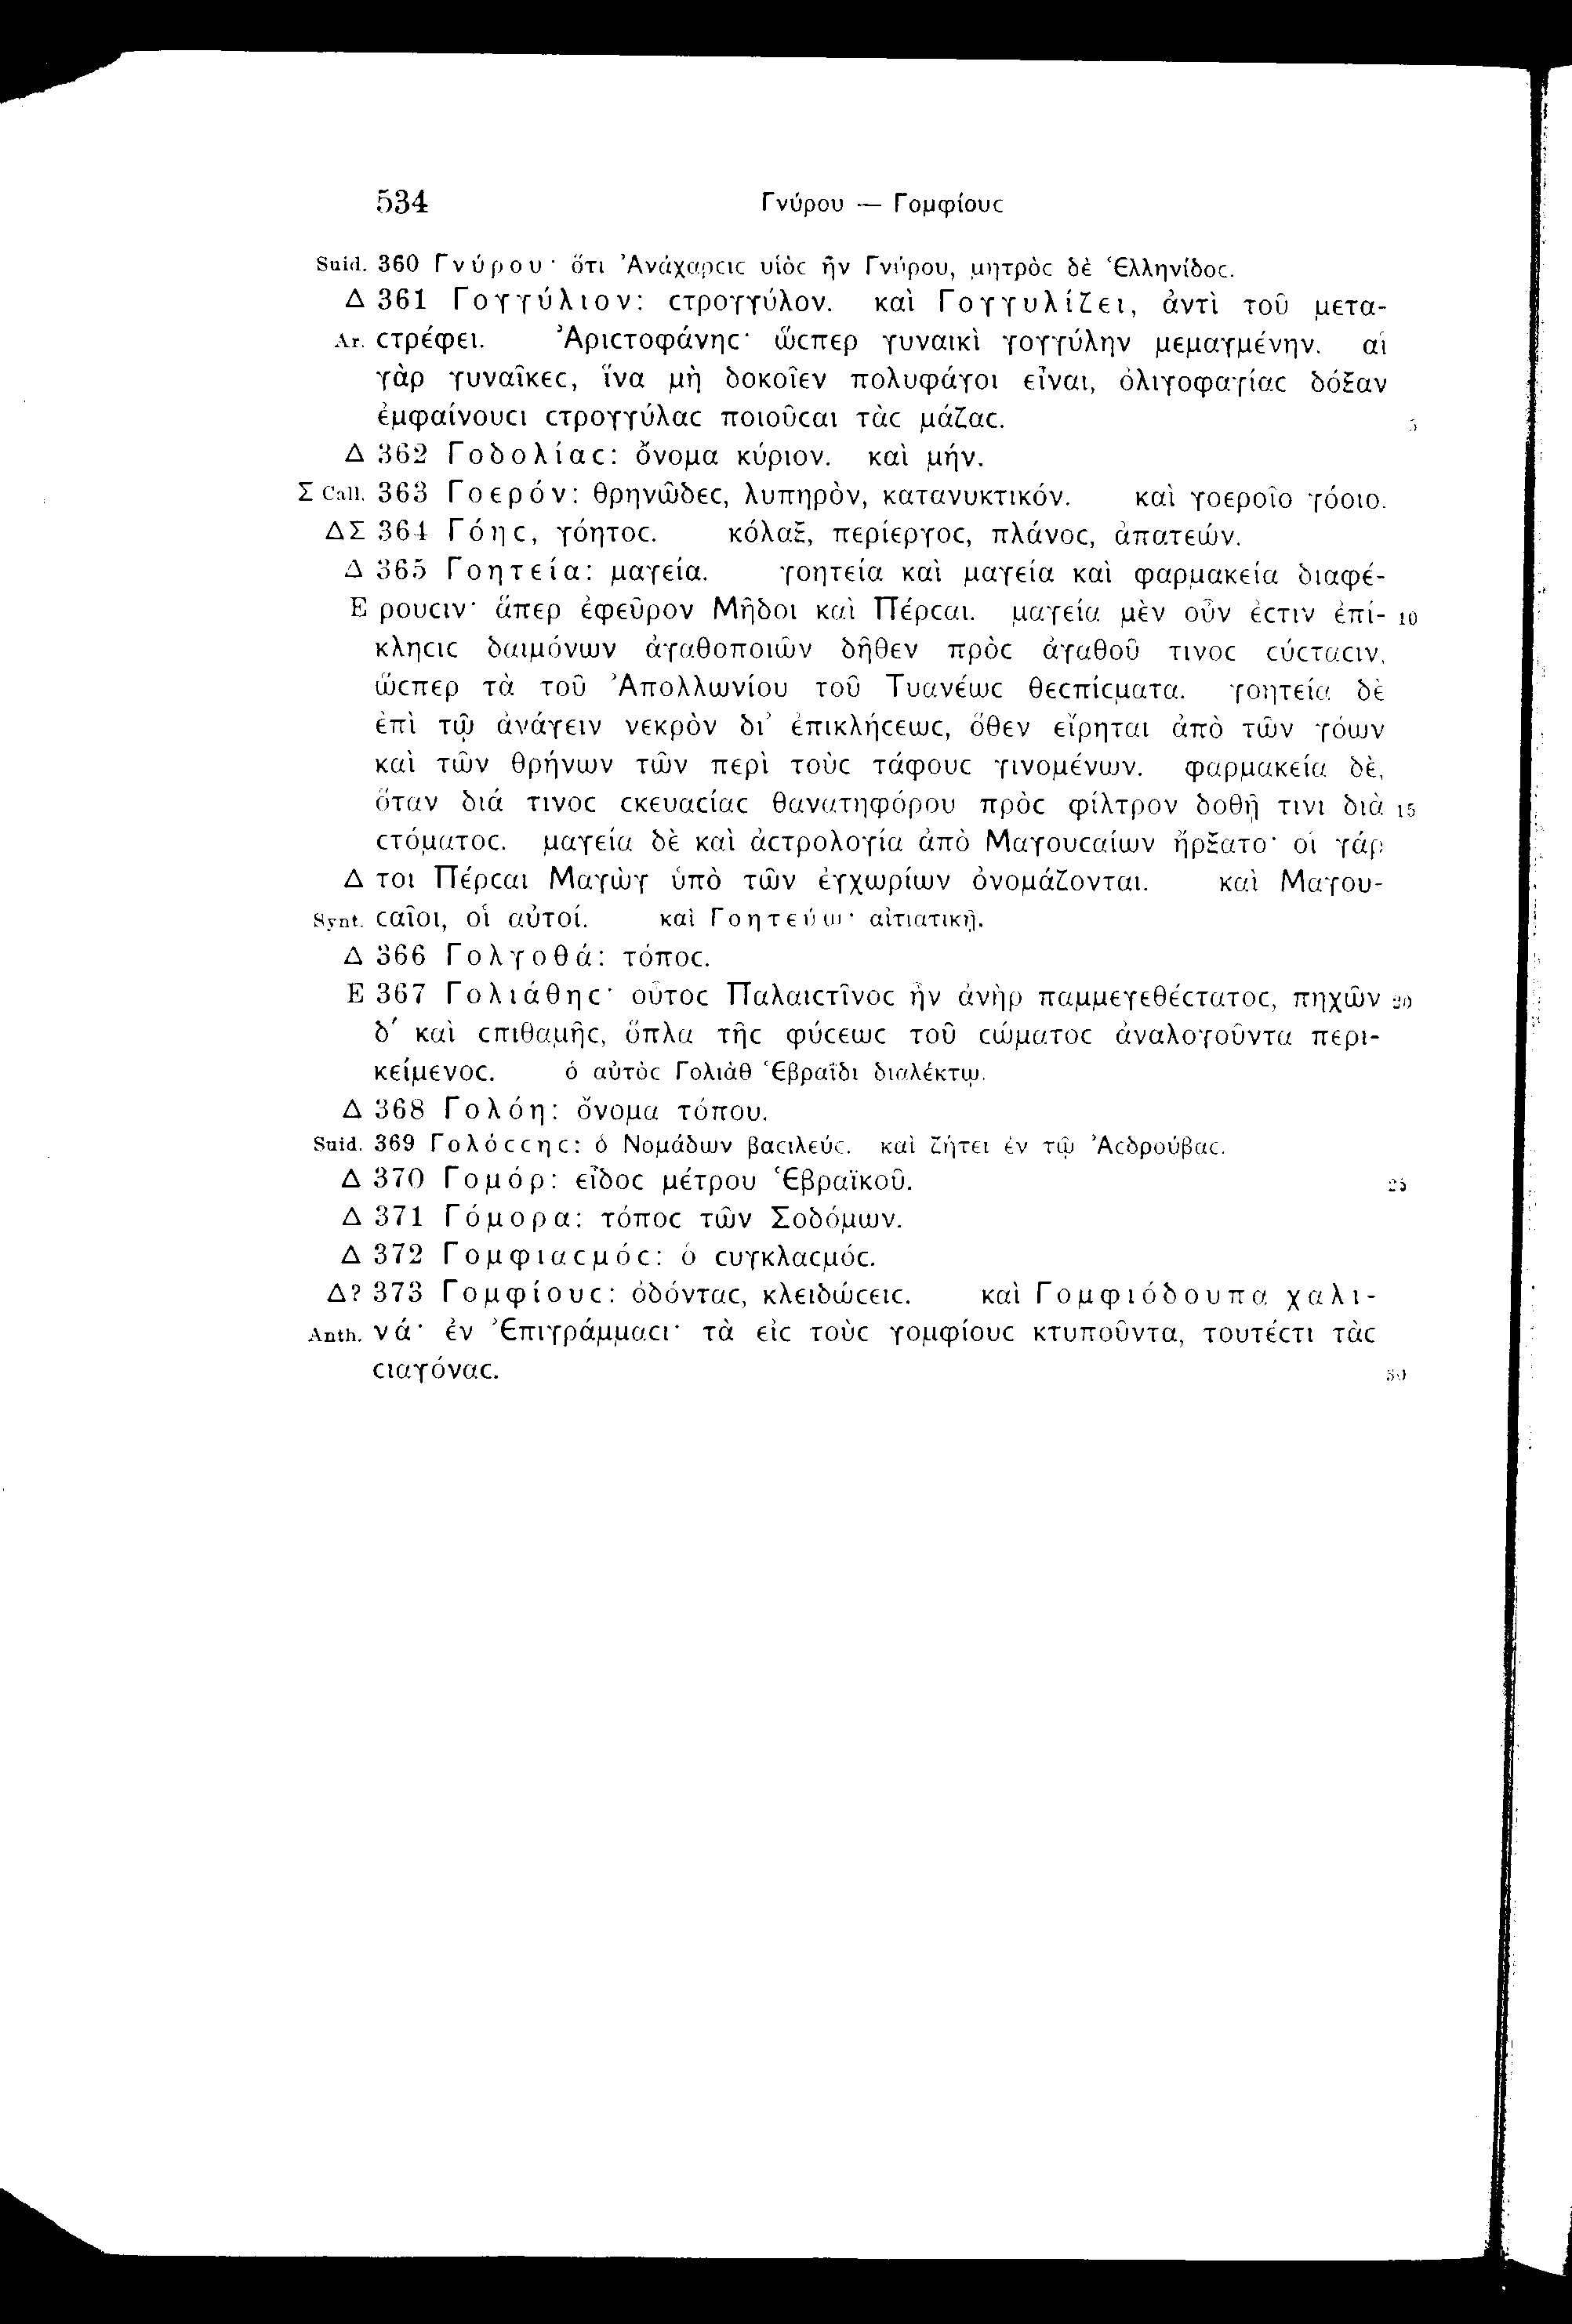 534 Γνύρου — Γομφίουϲ
Suid. 360 Γνύρου· ὅτι Ἀνάχαρϲιϲ υἱὸϲ ἦν Γνύρου, μητρὸϲ δὲ Ἑλληνίδοϲ.
Δ 361 Γογγύλιον: ϲτρογγύλον. καὶ Γογγυλίζει, ἀντὶ τοῦ μετα-
Ar. ϲτρέφει. Ἀριϲτοφάνηϲ· ὥϲπερ γυναικὶ γογγύλην μεμαγμένην. αἱ
γὰρ γυναῖκεϲ, ἵνα μὴ δοκοῖεν πολυφάγοι εἶναι, ὀλιγοφαγίαϲ δόξαν
ἐμφαίνουϲι ϲτρογγύλαϲ ποιοῦϲαι τὰϲ μάζαϲ. 5
Δ 362 Γοδολίαϲ: ὄνομα κύριον. καὶ μήν.
Σ Call. 363 Γοερόν: θρηνῶδεϲ, λυπηρὸν, κατανυκτικόν. καὶ γοεροῖο γόοιο.
ΔΣ 364 Γόηϲ, γόητοϲ. κόλαξ, περίεργοϲ, πλάνοϲ, ἀπατεών.
Δ 365 Γοητεία: μαγεία. γοητεία καὶ μαγεία καὶ φαρμακεία διαφέ-
E ρουϲιν· ἅπερ ἐφεῦρον Μῆδοι καὶ Πέρϲαι. μαγεία μὲν οὖν ἐϲτιν ἐπί- 10
κληϲιϲ δαιμόνων ἀγαθοποιῶν δῆθεν πρὸϲ ἀγαθοῦ τινοϲ ϲύϲταϲιν,
ὥϲπερ τὰ τοῦ Ἀπολλωνίου τοῦ Τυανέωϲ θεϲπίϲματα. γοητεία δὲ
ἐπὶ τῷ ἀνάγειν νεκρὸν δι’ ἐπικλήϲεωϲ, ὅθεν εἴρηται ἀπὸ τῶν γόων
καὶ τῶν θρήνων τῶν περὶ τοὺϲ τάφουϲ γινομένων. φαρμακεία δὲ,
ὅταν διά τινοϲ ϲκευαϲίαϲ θανατηφόρου πρὸϲ φίλτρον δοθῇ τινι διὰ 15
ϲτόματοϲ. μαγεία δὲ καὶ ἀϲτρολογία ἀπὸ Μαγουϲαίων ἤρξατο· οἱ γάρ
Δ τοι Πέρϲαι Μαγὼγ ὑπὸ τῶν ἐγχωρίων ὀνομάζονται. καὶ Μαγου-
Synt. ϲαῖοι, οἱ αὐτοί. καὶ Γοητεύω· αἰτιατικῇ.
Δ 366 Γολγοθά: τόποϲ.
E 367 Γολιάθηϲ· οὗτοϲ Παλαιϲτῖνοϲ ἦν ἀνὴρ παμμεγεθέϲτατοϲ, πηχῶν 20
δʹ καὶ ϲπιθαμῆϲ, ὅπλα τῆϲ φύϲεωϲ τοῦ ϲώματοϲ ἀναλογοῦντα περι-
κείμενοϲ. ὁ αὐτὸϲ Γολιὰθ Ἑβραΐδι διαλέκτῳ.
Δ 368 Γολόη: ὄνομα τόπου.
Suid. 369 Γολόϲϲηϲ: ὁ Νομάδων βαϲιλεύϲ. καὶ ζήτει ἐν τῷ Ἀϲδρούβαϲ.
Δ 370 Γομόρ: εἶδοϲ μέτρου Ἑβραϊκοῦ. 25
Δ 371 Γόμορα: τόποϲ τῶν Σοδόμων.
Δ 372 Γομφιαϲμόϲ: ὁ ϲυγκλαϲμόϲ.
Δ? 373 Γομφίουϲ: ὀδόνταϲ, κλειδώϲειϲ. καὶ Γομφιόδουπα χαλι-
Anth. νά· ἐν Ἐπιγράμμαϲι· τὰ εἰϲ τοὺϲ γομφίουϲ κτυποῦντα, τουτέϲτι τὰϲ
ϲιαγόναϲ. 30